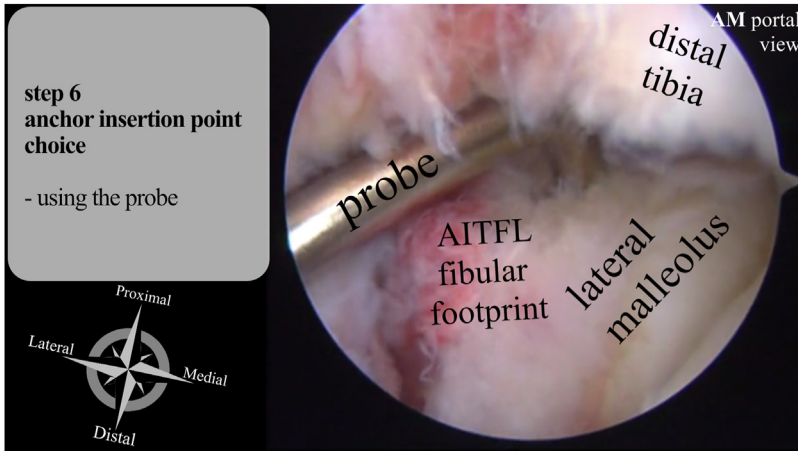 step 6
anchor insertion point
choice
- using the probe
AM portal
view
distal
tibia
probe
AITFL
fibular
footprint
lateral
malleolus
Proximal
Lateral
Medial
Distal